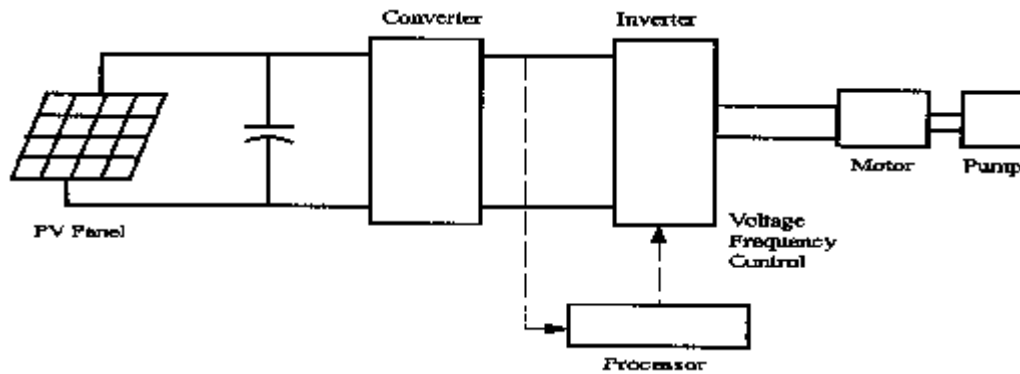 Converter
Inverter
Motor
Pump
PV Panel
Voltage
Frequency
Control
Processor